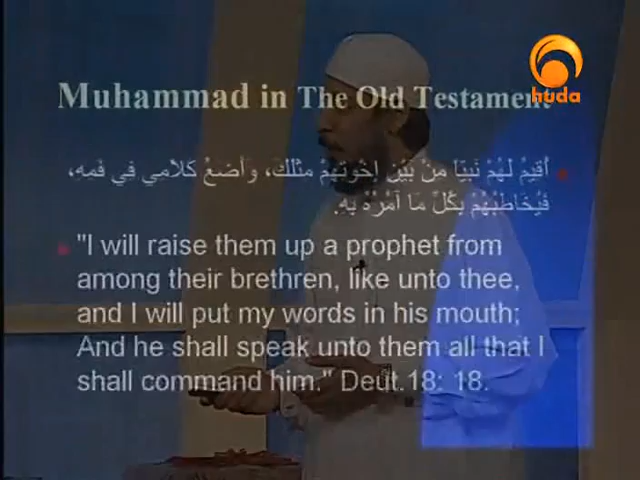 huda
Muhammad in The Old Testament
أُقِيمُ لَهُمْ نَبِيًّا مِنْ بَيْنِ إِخْوَتِهِمْ مِثْلَكَ، وَأَضَعُ كَلاَمِي فِي فَمِهِ،
فَيُخَاطِبُهُمْ بِكُلِّ مَا آمُرُهُ بِهِ.
"I will raise them up a prophet from
among their brethren, like unto thee,
and I will put my words in his mouth;
And he shall speak unto them all that I
shall command him." Deut.18: 18.